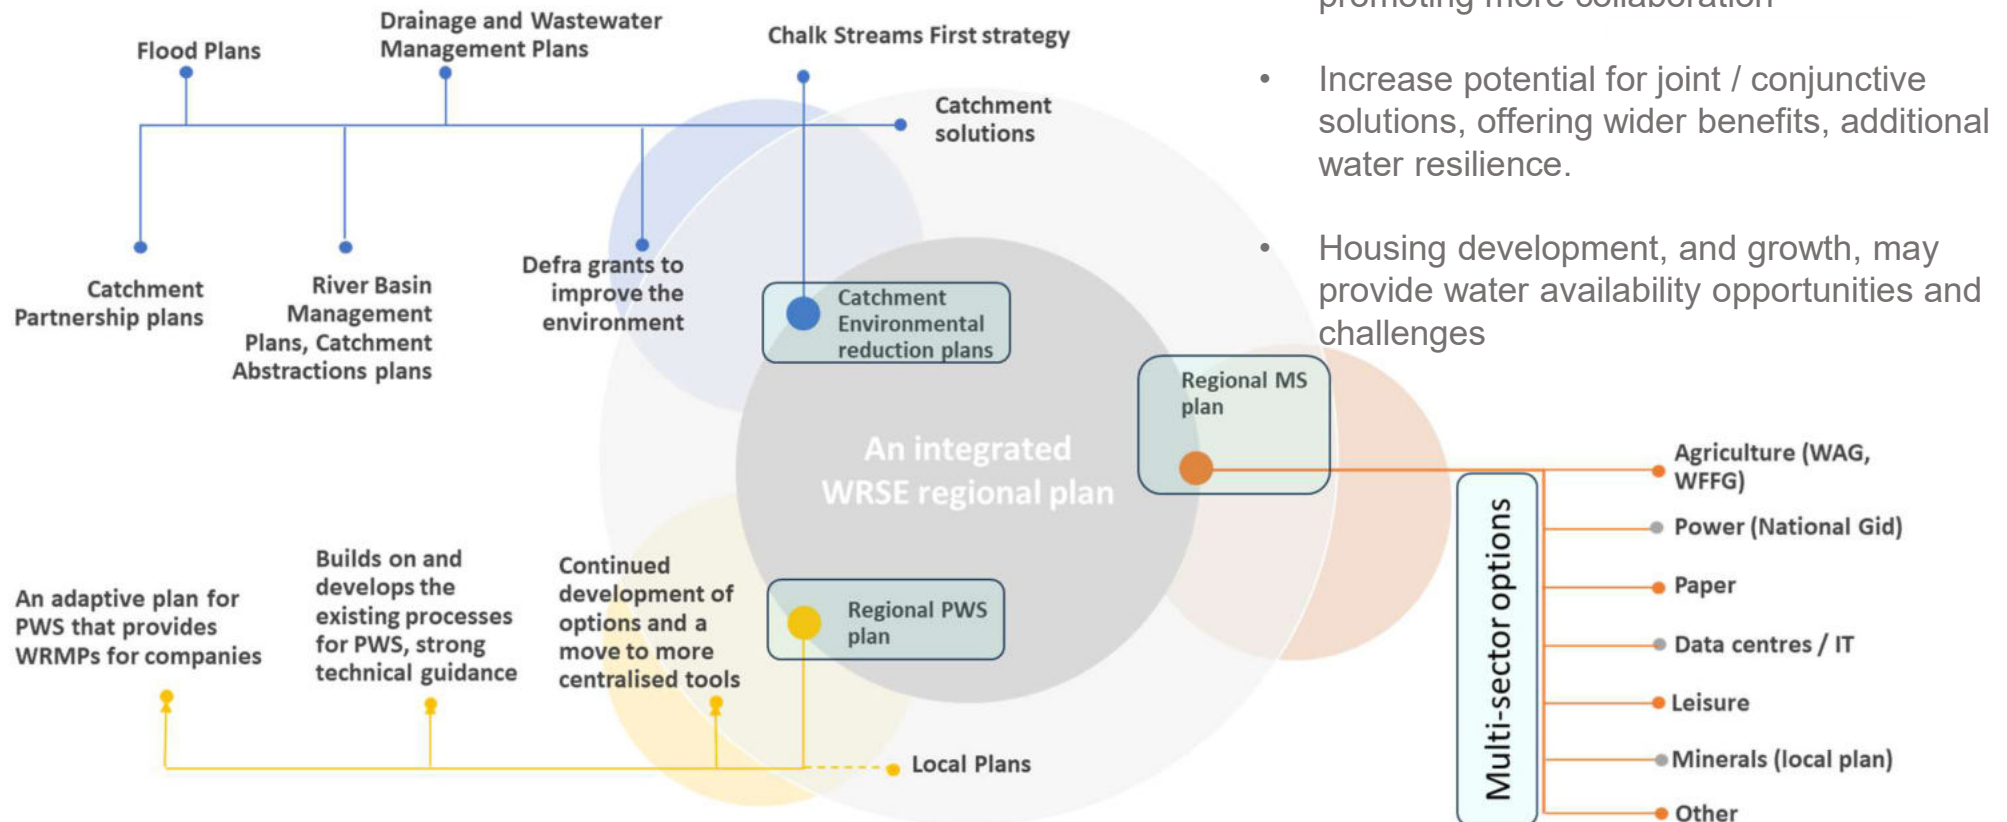 promoting more collaboration
• Increase potential for joint / conjunctive
solutions, offering wider benefits, additional
water resilience.
• Housing development, and growth, may
provide water availability opportunities and
challenges
Flood Plans
Drainage and Wastewater
Management Plans
Chalk Streams First strategy
Catchment
solutions
Catchment
Partnership plans
River Basin
Management
Plans, Catchment
Abstractions plans
Defra grants to
improve the
environment
Catchment
Environmental
reduction plans
Regional MS
plan
An integrated
WRSE regional plan
Regional PWS
plan
An adaptive plan for
PWS that provides
WRMPs for companies
Builds on and
develops the
existing processes
for PWS, strong
technical guidance
Continued
development of
options and a
move to more
centralised tools
Local Plans
Multi-sector options
Agriculture (WAG,
WFFG)
Power (National Gid)
Paper
Data centres / IT
Leisure
Minerals (local plan)
Other